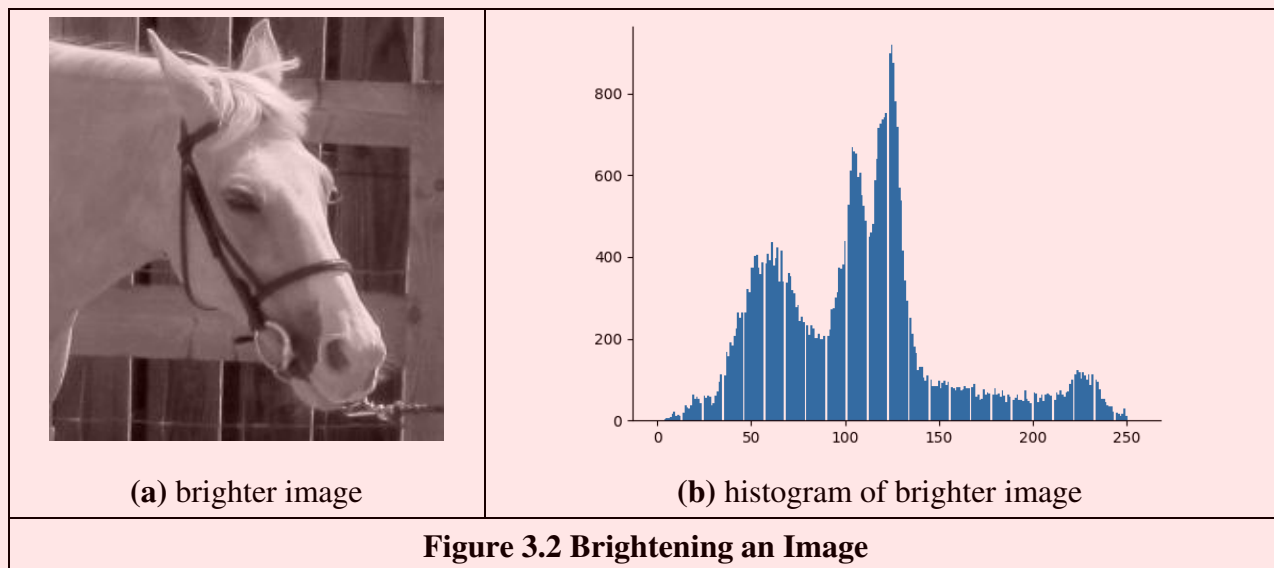 800
600
400
200
0
0 50 100 150 200 250
(a) brighter image
(b) histogram of brighter image
Figure 3.2 Brightening an Image